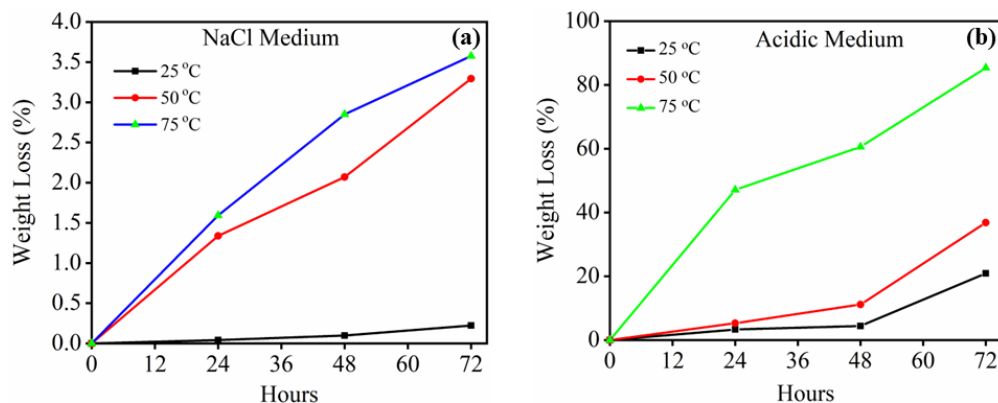 NaCl Medium
(a)
25 °C
50 °C
75 °C
Weight Loss (%)
4.0
3.5
3.0
2.5
2.0
1.5
1.0
0.5
0.0
0 12 24 36 48 60 72
Hours
Acidic Medium
(b)
25 °C
50 °C
75 °C
Weight Loss (%)
100
80
60
40
20
0
0 12 24 36 48 60 72
Hours